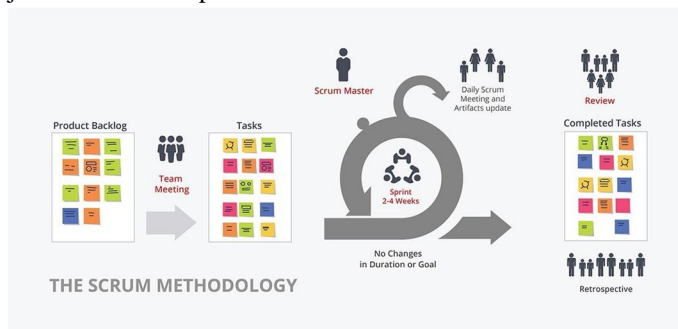 Scrum Master
Daily Scrum
Meeting and
Artifacts update
Review
Product Backlog
Team
Meeting
Tasks
Sprint
2-4 Weeks
Completed Tasks
No Changes
in Duration or Goal
THE SCRUM METHODOLOGY
Retrospective